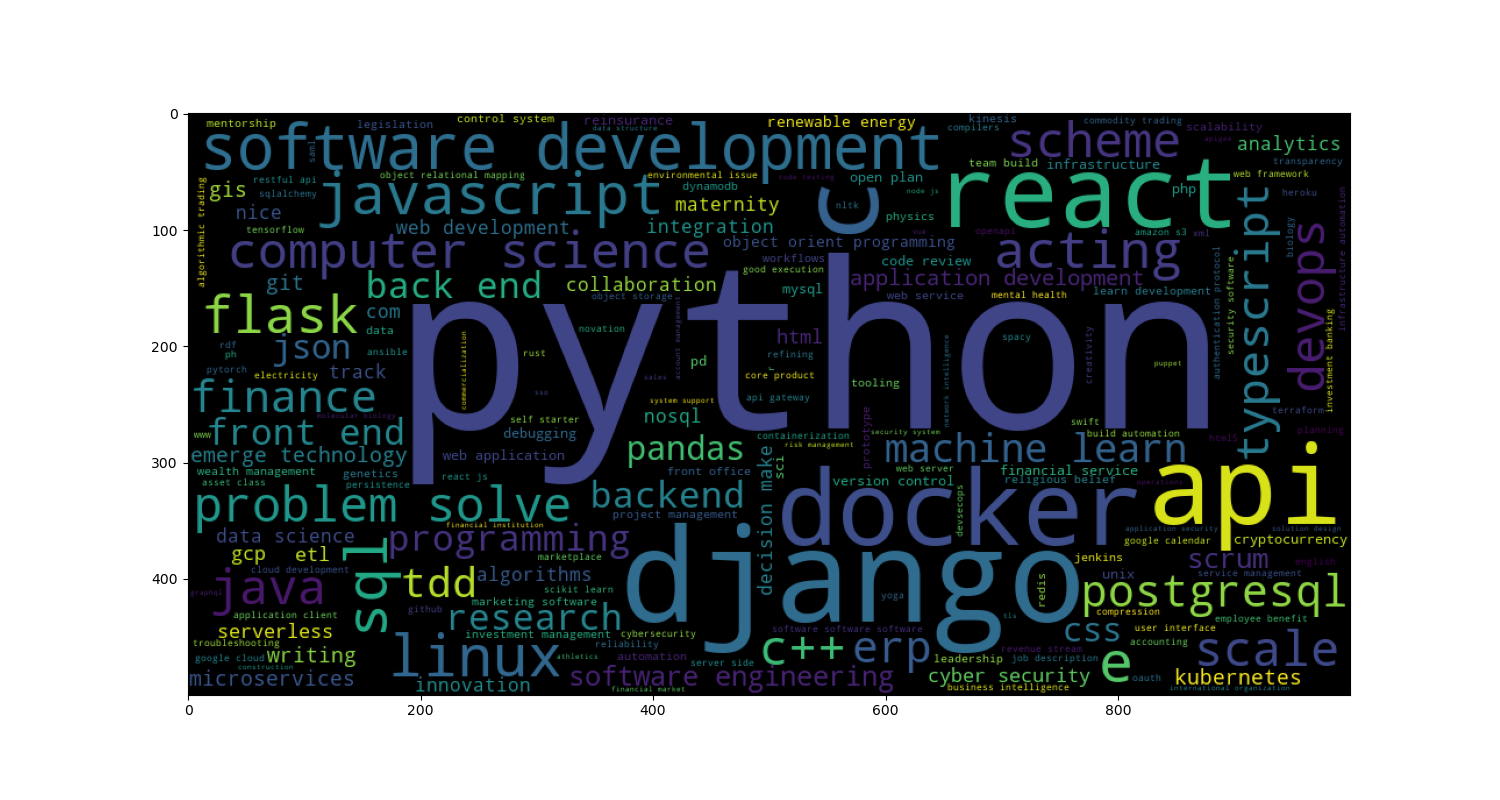 0
mentorship
legislation
control system
reinsurance
data structure
renewable energy
kinesis
compilers
commodity trading
scalability
software development
saml
scheme
apigee
analytics
restful api
sqlalchemy
object relational mapping
environmental issue
code testing
open plan
team build
infrastructure
transparency
web framework
gis
javascript
dynamodb
maternity
c
nltk
node js
react
php
heroku
algorithmic trading
nice
tensorflow
web development
integration
physics
vue
openapi
amazon s3
xml
typescript
biology
infrastructure automation
100
computer science
object orient programming
acting
workflows
code review
devops
git
back end
collaboration
good execution
mysql
application development
learn development
authentication protocol
security software
flask
com
object storage
web service
mental health
data
python
novation
html
spacy
creativity
network intelligence
account management
commercialization
200
rdf
ph
json
ansible
rust
refining
r
pd
puppet
investment banking
pytorch
electricity
track
sales
core product
tooling
finance
sao
system support
api gateway
molecular biology
self starter
nosql
swift
terraform
planning
www
front end
debugging
containerization
risk management
security system
prototype
build automation
html5
emerge technology
web application
pandas
machine learn
300
wealth management
asset class
genetics
persistence
react js
front office
decision make
sci
web server
version control
financial service
religious belief
operations
api
problem solve
backend
docker
project management
financial institution
devsecops
application security
solution design
data science
programming
google calendar
cryptocurrency
gcp
etl
sql
marketplace
django
jenkins
scrum
english
400
cloud development
java
graphql
tdd
algorithms
scikit learn
unix
service management
postgresql
redis
yoga
application client
github
marketing software
research
compression
employee benefit
serverless
investment management
cybersecurity
software software software
tls
css
user interface
accounting
troubleshooting
google cloud
writing
construction
linux
athletics
reliability
automation
server side
c++
erp
leadership
revenue stream
job description
e
scale
microservices
innovation
software engineering
financial market
cyber security
business intelligence
oauth
kubernetes
international organization
0 200 400 600 800